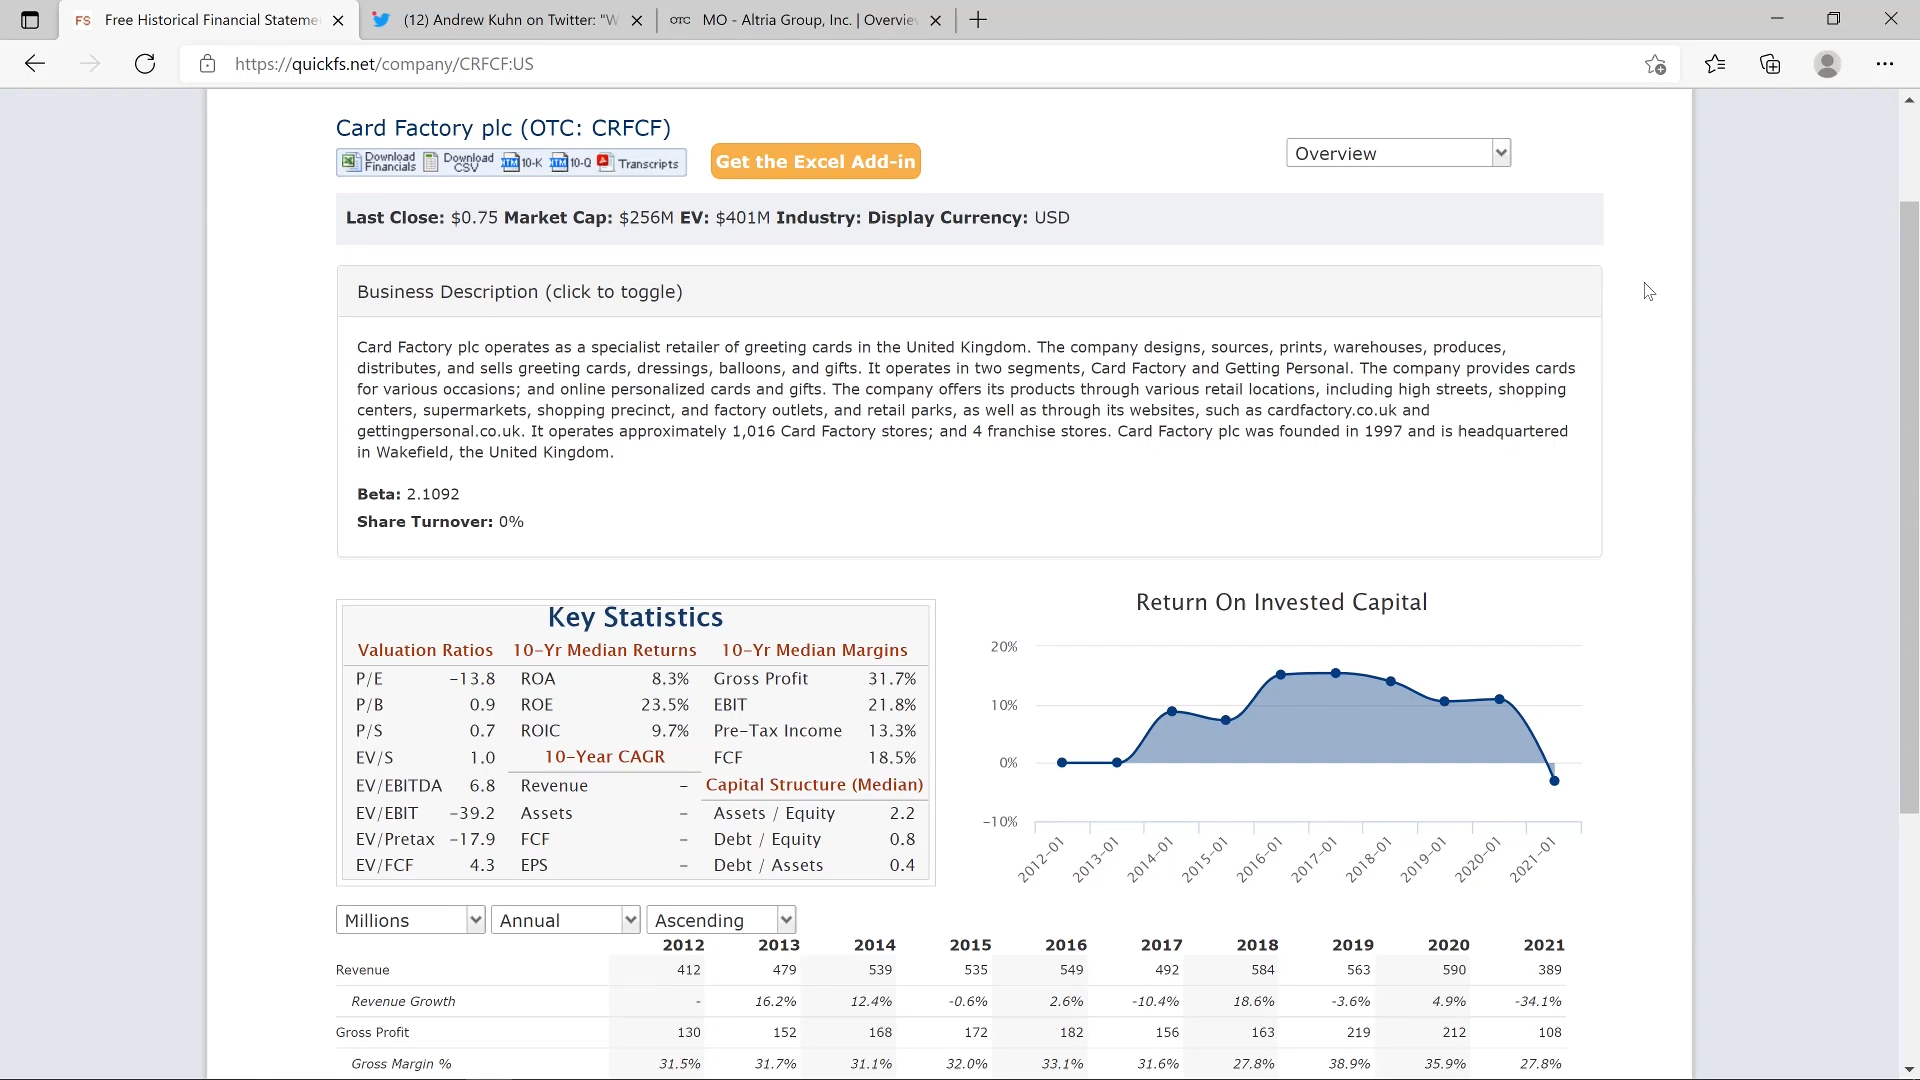 FS Free Historical Financial Stateme
(12) Andrew Kuhn on Twitter: "W
OTC MO - Altria Group, Inc. | Overvie
https://quickfs.net/company/CRFCF:US
Card Factory plc (OTC: CRFCF)
Download Financials Download CSV HTM 10-K HTM 10-Q Transcripts
Get the Excel Add-in
Overview
Last Close: $0.75 Market Cap: $256M EV: $401M Industry: Display Currency: USD
Business Description (click to toggle)
Card Factory plc operates as a specialist retailer of greeting cards in the United Kingdom. The company designs, sources, prints, warehouses, produces,
distributes, and sells greeting cards, dressings, balloons, and gifts. It operates in two segments, Card Factory and Getting Personal. The company provides cards
for various occasions; and online personalized cards and gifts. The company offers its products through various retail locations, including high streets, shopping
centers, supermarkets, shopping precinct, and factory outlets, and retail parks, as well as through its websites, such as cardfactory.co.uk and
gettingpersonal.co.uk. It operates approximately 1,016 Card Factory stores; and 4 franchise stores. Card Factory plc was founded in 1997 and is headquartered
in Wakefield, the United Kingdom.
Beta: 2.1092
Share Turnover: 0%
Key Statistics
Valuation Ratios 10-Yr Median Returns 10-Yr Median Margins
P/E -13.8 ROA 8.3% Gross Profit 31.7%
P/B 0.9 ROE 23.5% EBIT 21.8%
P/S 0.7 ROIC 9.7% Pre-Tax Income 13.3%
EV/S 1.0 10-Year CAGR FCF 18.5%
EV/EBITDA 6.8 Revenue - Capital Structure (Median)
EV/EBIT -39.2 Assets - Assets / Equity 2.2
EV/Pretax -17.9 FCF - Debt / Equity 0.8
EV/FCF 4.3 EPS - Debt / Assets 0.4
Return On Invested Capital
20%
10%
0%
-10%
2012-01 2013-01 2014-01 2015-01 2016-01 2017-01 2018-01 2019-01 2020-01 2021-01
Millions Annual Ascending
2012 2013 2014 2015 2016 2017 2018 2019 2020 2021
Revenue 412 479 539 535 549 492 584 563 590 389
Revenue Growth - 16.2% 12.4% -0.6% 2.6% -10.4% 18.6% -3.6% 4.9% -34.1%
Gross Profit 130 152 168 172 182 156 163 219 212 108
Gross Margin % 31.5% 31.7% 31.1% 32.0% 33.1% 31.6% 27.8% 38.9% 35.9% 27.8%